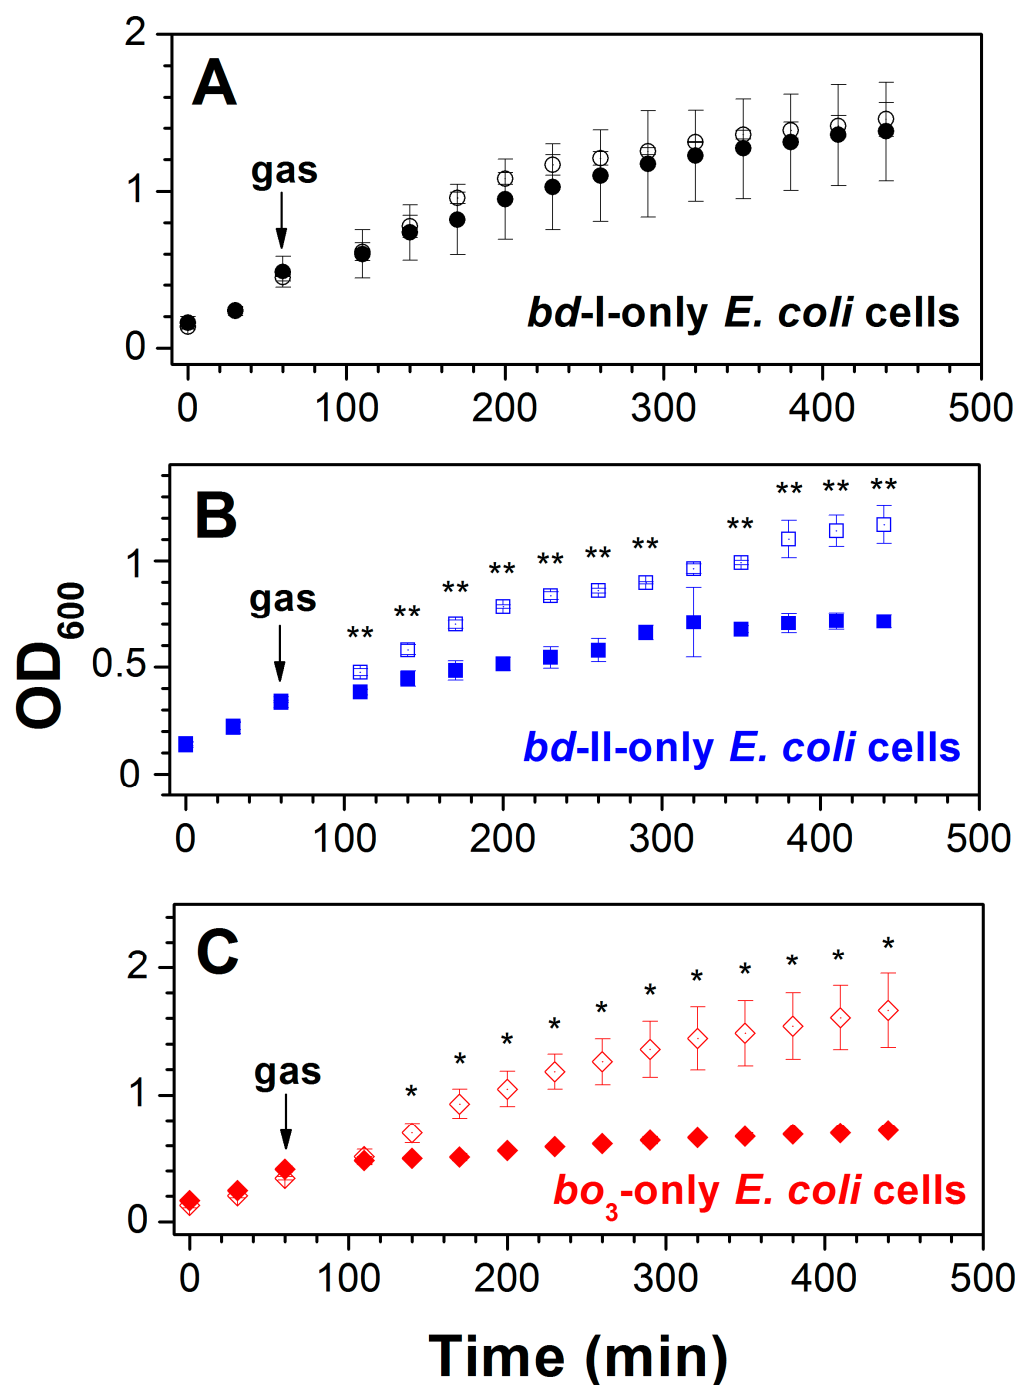 A
2
1
0
gas
bd-I-only E. coli cells
0 100 200 300 400 500
B
1
0.5
0
gas
** ** ** ** ** ** ** ** ** ** **
bd-II-only E. coli cells
0 100 200 300 400 500
OD600
C
2
1
0
gas
* * * * * * * * * * *
bo3-only E. coli cells
0 100 200 300 400 500
Time (min)